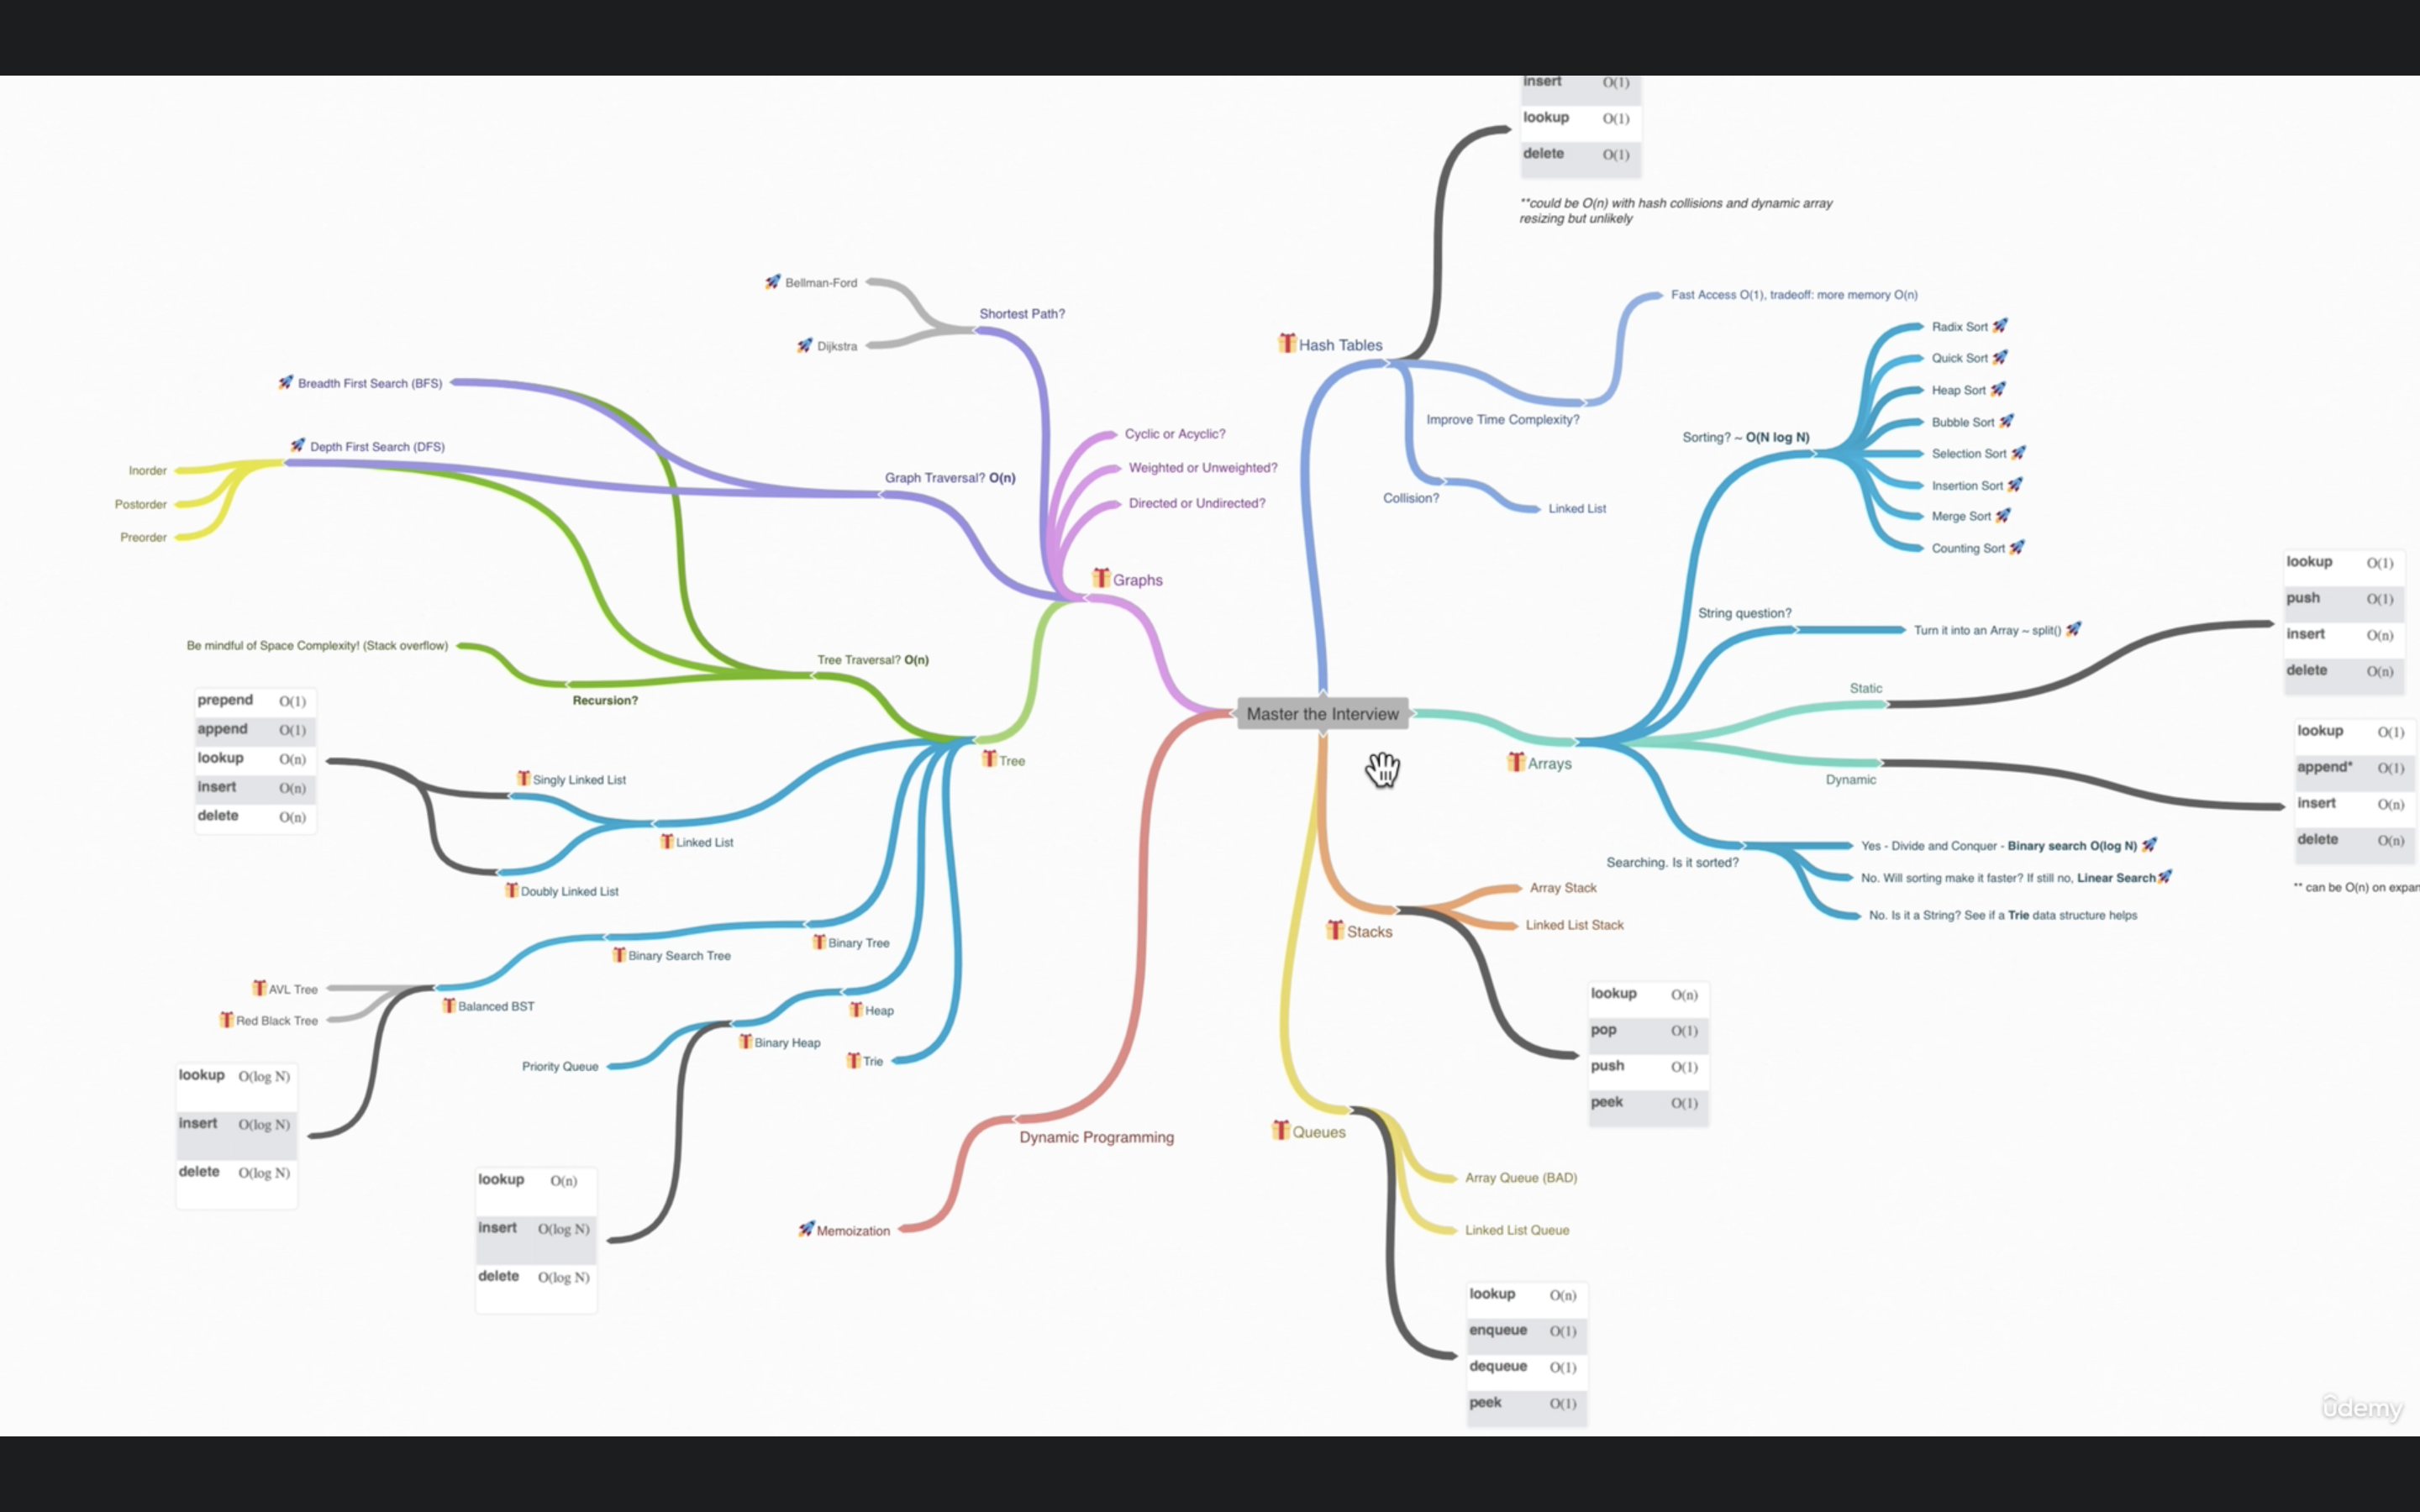 insert O(1)
lookup O(1)
delete O(1)
**could be O(n) with hash collisions and dynamic array
resizing but unlikely
Bellman-Ford
Shortest Path?
Dijkstra
Breadth First Search (BFS)
Depth First Search (DFS)
Inorder
Postorder
Preorder
Graph Traversal? O(n)
Cyclic or Acyclic?
Weighted or Unweighted?
Directed or Undirected?
Graphs
Hash Tables
Fast Access O(1), tradeoff: more memory O(n)
Improve Time Complexity?
Collision?
Linked List
Sorting? ~ O(N log N)
Radix Sort
Quick Sort
Heap Sort
Bubble Sort
Selection Sort
Insertion Sort
Merge Sort
Counting Sort
String question?
Turn it into an Array ~ split()
Static
Dynamic
lookup O(1)
push O(1)
insert O(n)
delete O(n)
lookup O(1)
append* O(1)
insert O(n)
delete O(n)
** can be O(n) on expan
Be mindful of Space Complexity! (Stack overflow)
Tree Traversal? O(n)
Recursion?
prepend O(1)
append O(1)
lookup O(n)
insert O(n)
delete O(n)
Singly Linked List
Linked List
Doubly Linked List
Tree
Master the Interview
Arrays
Searching. Is it sorted?
Yes - Divide and Conquer - Binary search O(log N)
No. Will sorting make it faster? If still no, Linear Search
No. Is it a String? See if a Trie data structure helps
Array Stack
Linked List Stack
Stacks
lookup O(n)
pop O(1)
push O(1)
peek O(1)
Binary Tree
Binary Search Tree
AVL Tree
Red Black Tree
Balanced BST
Heap
Binary Heap
Priority Queue
Trie
lookup O(log N)
insert O(log N)
delete O(log N)
lookup O(n)
insert O(log N)
delete O(log N)
Dynamic Programming
Memoization
Queues
Array Queue (BAD)
Linked List Queue
lookup O(n)
enqueue O(1)
dequeue O(1)
peek O(1)
udemy